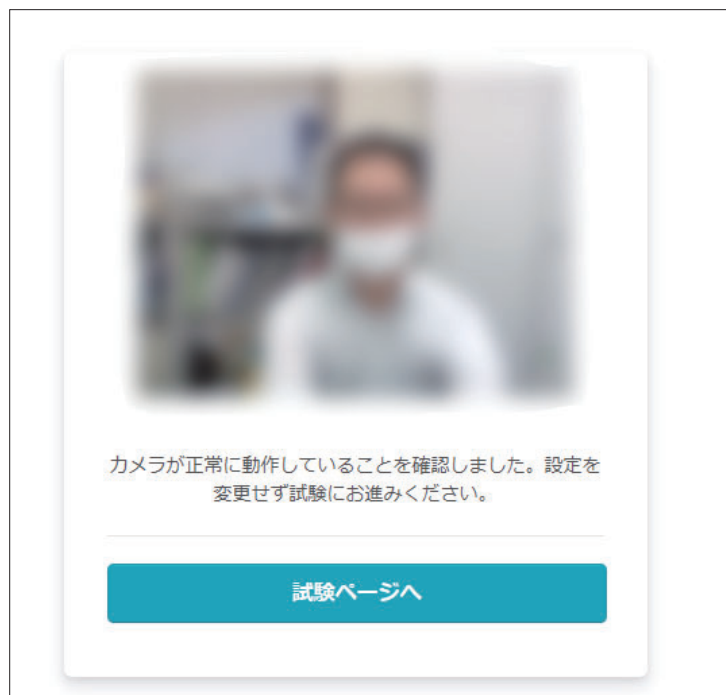 カメラが正常に動作していることを確認しました。設定を
変更せず試験にお進みください。
試験ページへ